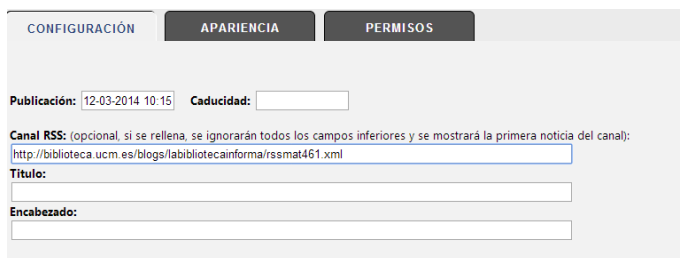 CONFIGURACIÓN APARIENCIA PERMISOS
Publicación: 12-03-2014 10:15 Caducidad:
Canal RSS: (opcional, si se rellena, se ignorarán todos los campos inferiores y se mostrará la primera noticia del canal):
http://biblioteca.ucm.es/blogs/labibliotecainforma/rssmat461.xml
Titulo:
Encabezado: